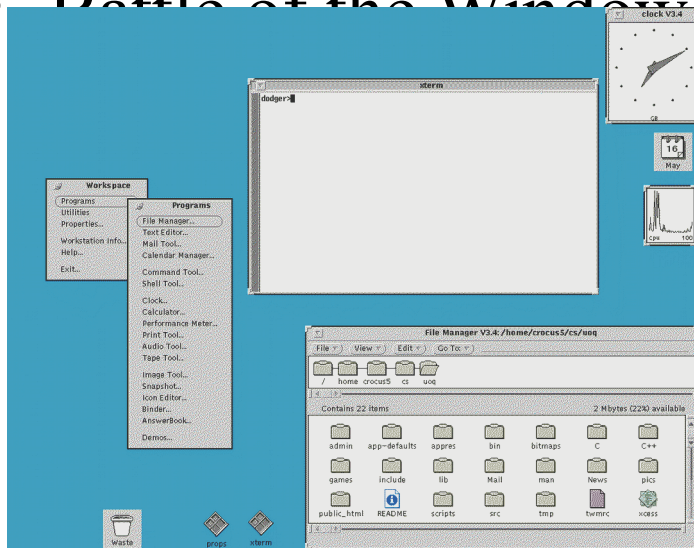 Battle of the Window
clock V3.4
GB
16
May
cpu 100
xterm
dodger>
Workspace
Programs
Utilities
Properties...
Workstation Info...
Help...
Exit...
Programs
File Manager...
Text Editor...
Mail Tool...
Calendar Manager...
Command Tool...
Shell Tool...
Clock...
Calculator...
Performance Meter...
Print Tool...
Audio Tool...
Tape Tool...
Image Tool...
Snapshot...
Icon Editor...
Binder...
AnswerBook...
Demos...
File Manager V3.4:/home/crocus5/cs/uoq
File View Edit Go To:
/ home crocus5 cs uoq
Contains 22 items 2 Mbytes (22%) available
admin app-defaults appres bin bitmaps C C++
games include lib Mail man News pics
public_html README scripts src tmp twmrc xcess
Waste
props
xterm